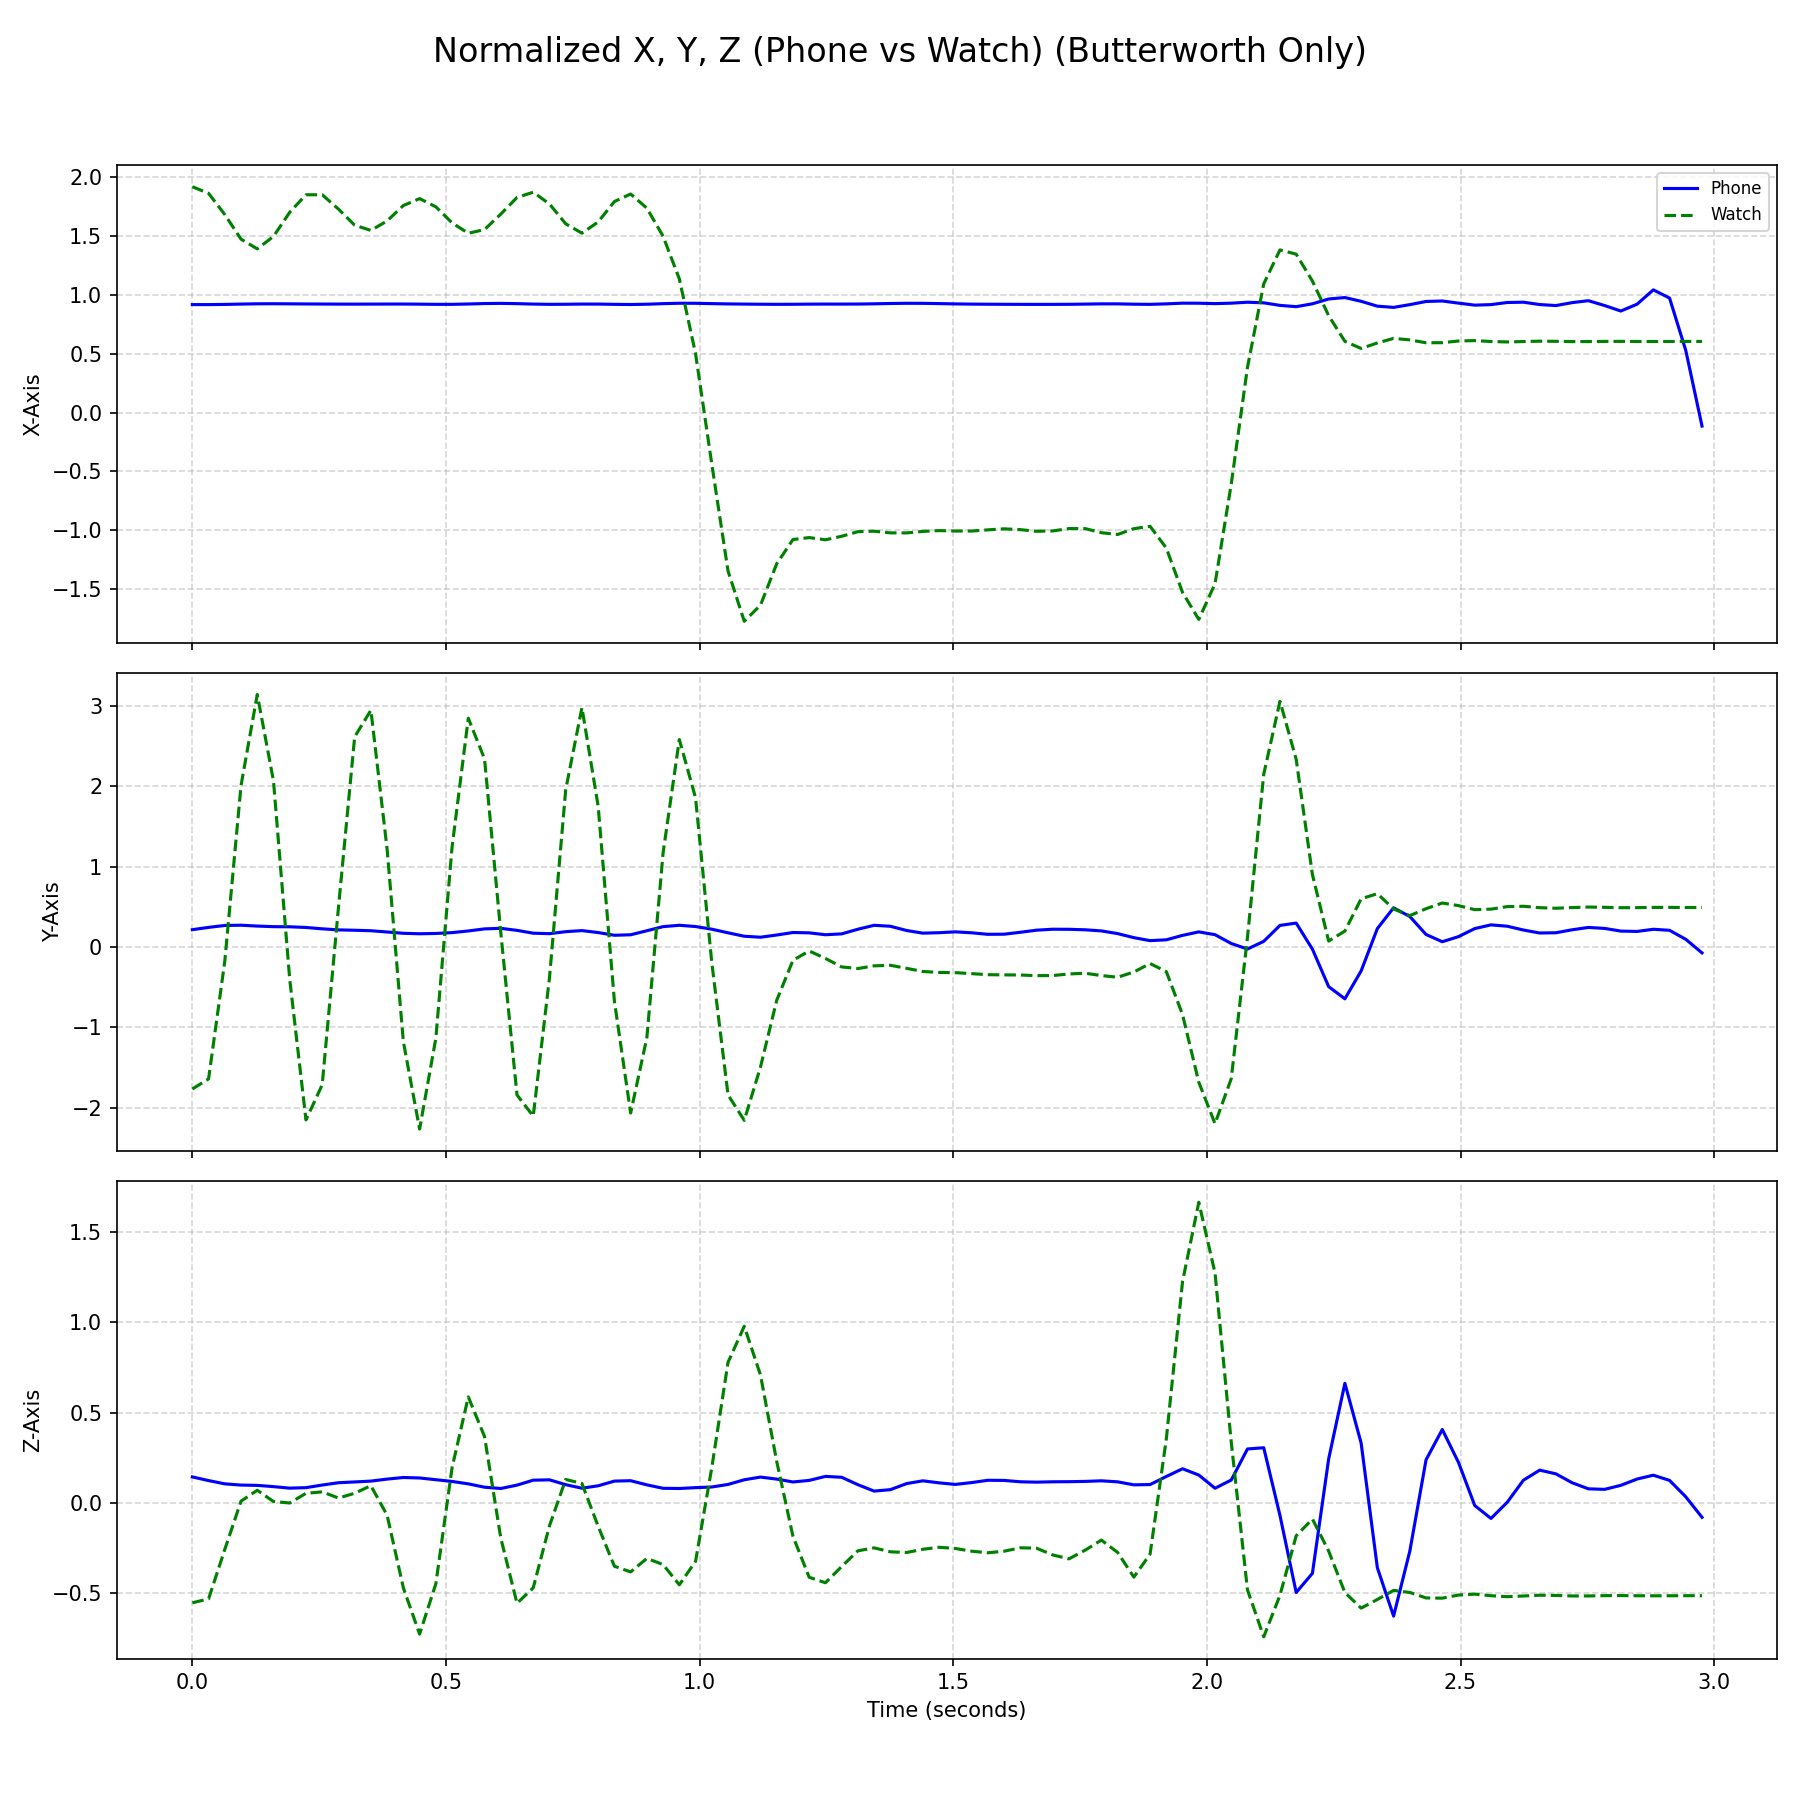 Normalized X, Y, Z (Phone vs Watch) (Butterworth Only)
Phone
Watch
X-Axis
2.0
1.5
1.0
0.5
0.0
−0.5
−1.0
−1.5
Y-Axis
3
2
1
0
−1
−2
Z-Axis
1.5
1.0
0.5
0.0
−0.5
0.0 0.5 1.0 1.5 2.0 2.5 3.0
Time (seconds)